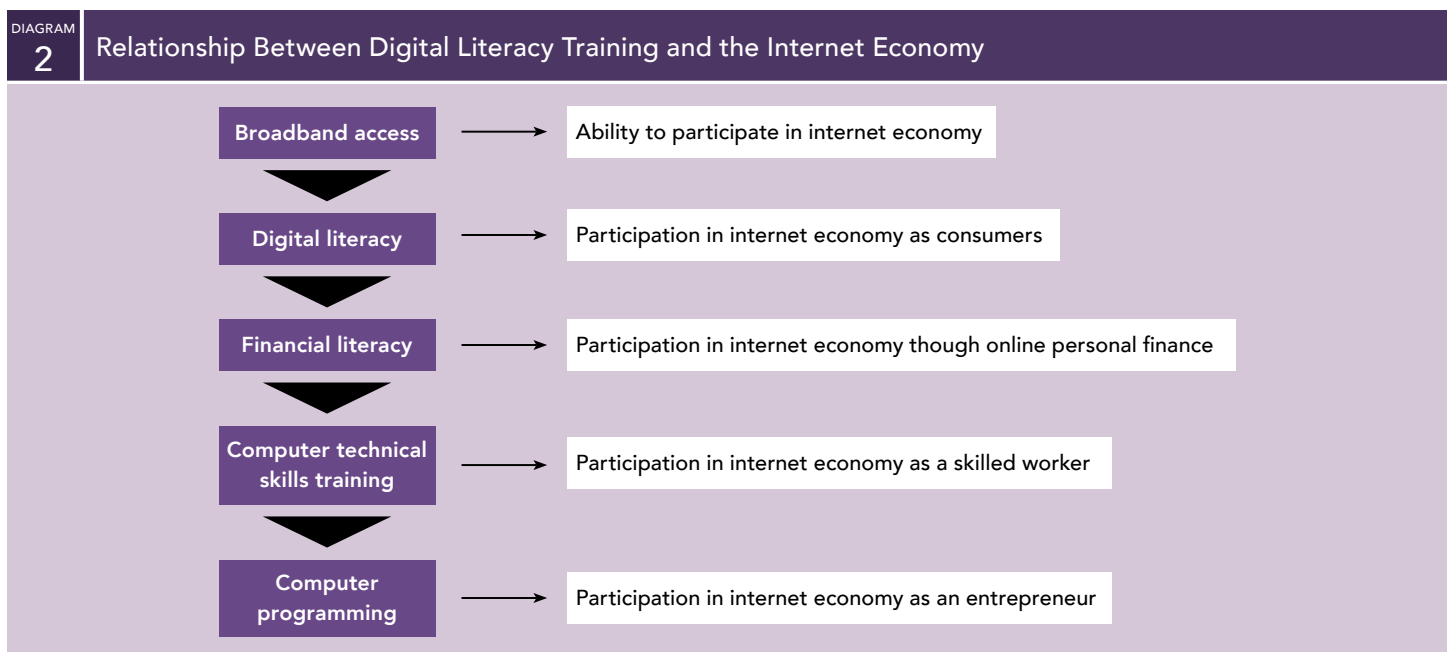 DIAGRAM
2
Relationship Between Digital Literacy Training and the Internet Economy
Broadband access
Ability to participate in internet economy
Digital literacy
Participation in internet economy as consumers
Financial literacy
Participation in internet economy though online personal finance
Computer technical
skills training
Participation in internet economy as a skilled worker
Computer
programming
Participation in internet economy as an entrepreneur